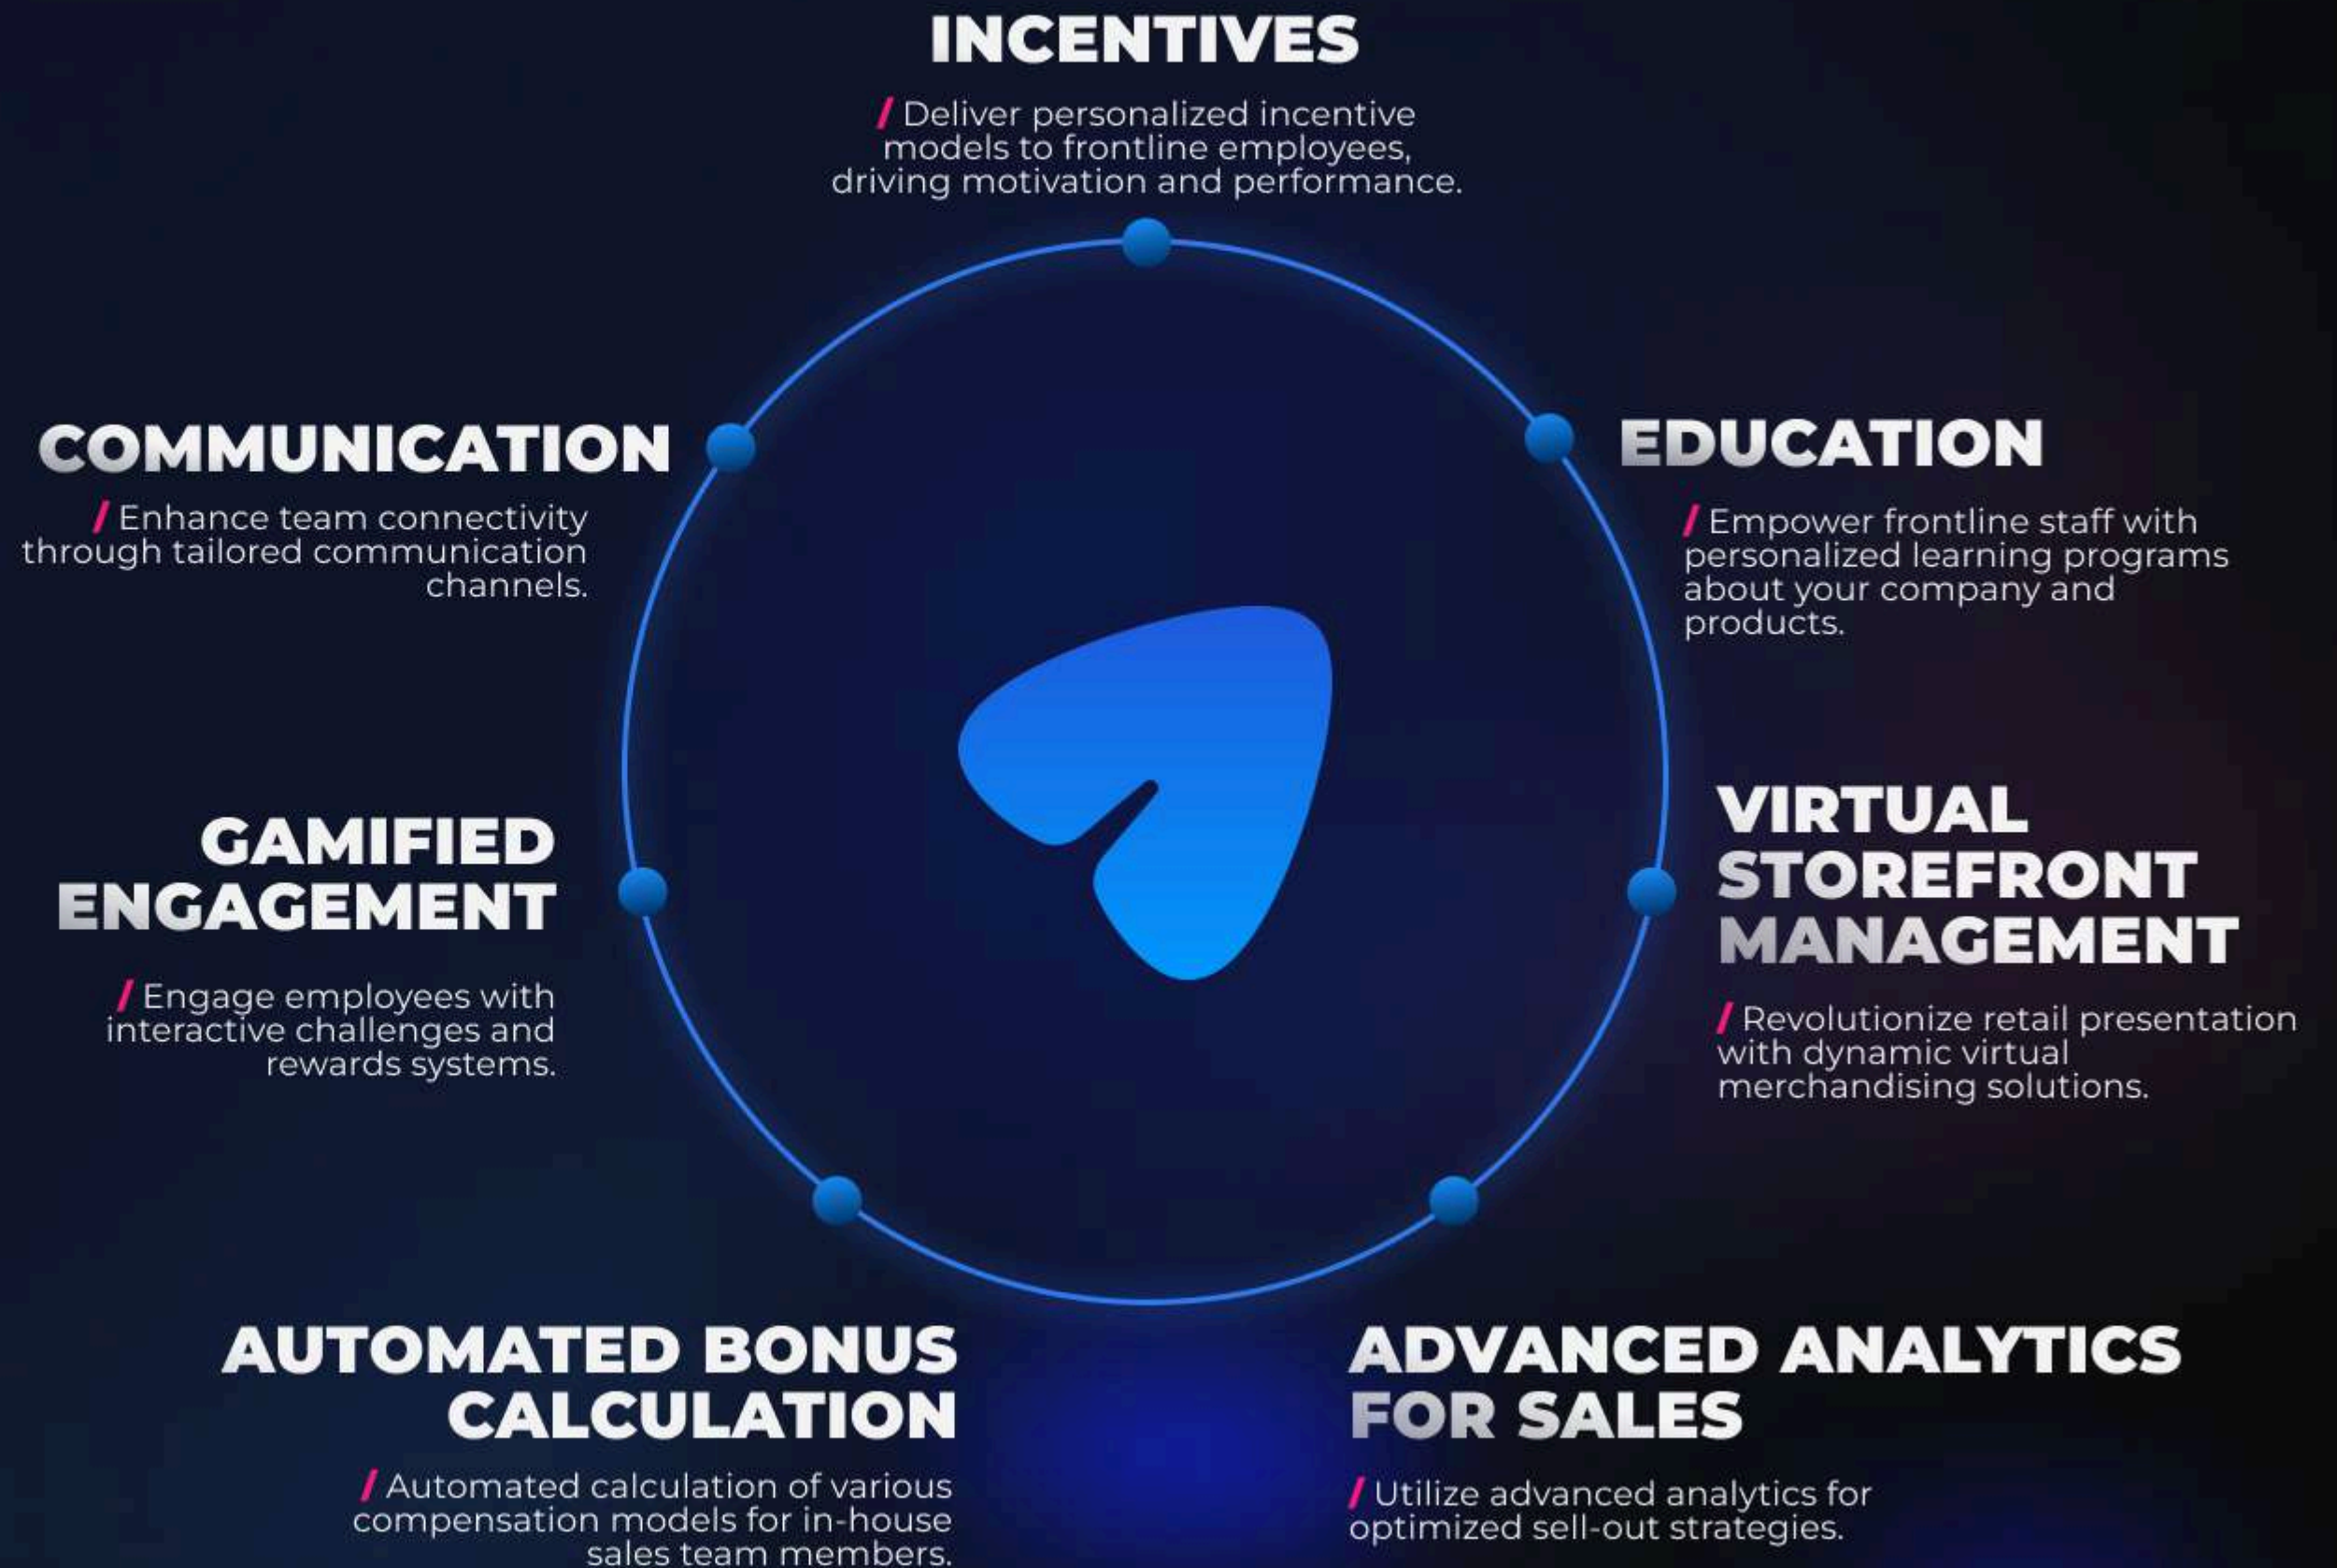 INCENTIVES
/ Deliver personalized incentive
models to frontline employees,
driving motivation and performance.
COMMUNICATION
/ Enhance team connectivity
through tailored communication
channels.
EDUCATION
/ Empower frontline staff with
personalized learning programs
about your company and
products.
GAMIFIED
ENGAGEMENT
/ Engage employees with
interactive challenges and
rewards systems.
VIRTUAL
STOREFRONT
MANAGEMENT
/ Revolutionize retail presentation
with dynamic virtual
merchandising solutions.
AUTOMATED BONUS
CALCULATION
/ Automated calculation of various
compensation models for in-house
sales team members.
ADVANCED ANALYTICS
FOR SALES
/ Utilize advanced analytics for
optimized sell-out strategies.